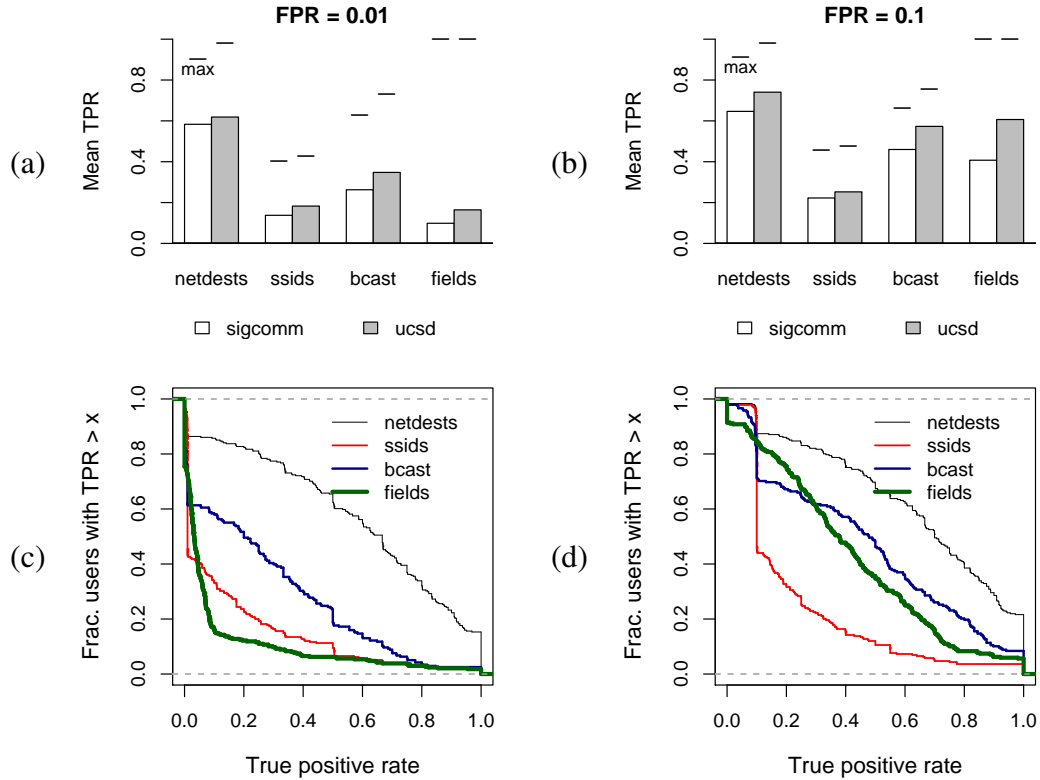 FPR = 0.01
(a)
Mean TPR
0.0 0.4 0.8
max
netdests ssids bcast fields
sigcomm ucsd
FPR = 0.1
(b)
Mean TPR
0.0 0.4 0.8
max
netdests ssids bcast fields
sigcomm ucsd
(c)
Frac. users with TPR > x
0.0 0.2 0.4 0.6 0.8 1.0
netdests
ssids
bcast
fields
0.0 0.2 0.4 0.6 0.8 1.0
True positive rate
(d)
Frac. users with TPR > x
0.0 0.2 0.4 0.6 0.8 1.0
netdests
ssids
bcast
fields
0.0 0.2 0.4 0.6 0.8 1.0
True positive rate